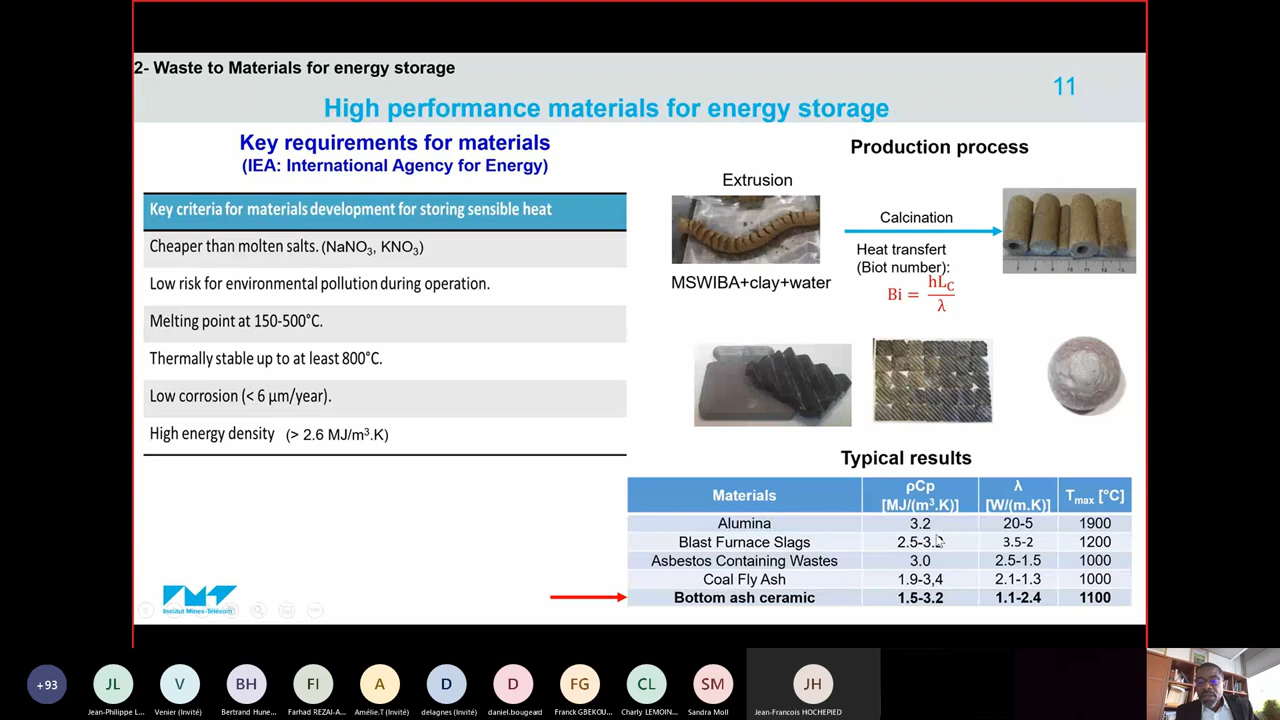 2- Waste to Materials for energy storage
11
High performance materials for energy storage
Key requirements for materials
(IEA: International Agency for Energy)
Key criteria for materials development for storing sensible heat
Cheaper than molten salts. (NaNO3, KNO3)
Low risk for environmental pollution during operation.
Melting point at 150-500°C.
Thermally stable up to at least 800°C.
Low corrosion (< 6 µm/year).
High energy density (> 2.6 MJ/m³.K)
Production process
Extrusion
MSWIBA+clay+water
Calcination
Heat transfert
(Biot number):
Bi = hLC/λ
Typical results
Materials ρCp [MJ/(m³.K)] λ [W/(m.K)] Tmax [°C]
Alumina 3.2 20-5 1900
Blast Furnace Slags 2.5-3.2 3.5-2 1200
Asbestos Containing Wastes 3.0 2.5-1.5 1000
Coal Fly Ash 1.9-3,4 2.1-1.3 1000
Bottom ash ceramic 1.5-3.2 1.1-2.4 1100
Institut Mines-Télécom
+93 JL V BH FI A D D FG CL SM JH
Jean-Philippe L... Venier (Invité) Bertrand Hune... Farhad REZAI-A... Amélie.T (Invité) delagnes (Invité) daniel.bougeard Franck GBEKOU... Charly LEMOIN... Sandra Moll Jean-Francois HOCHEPIED